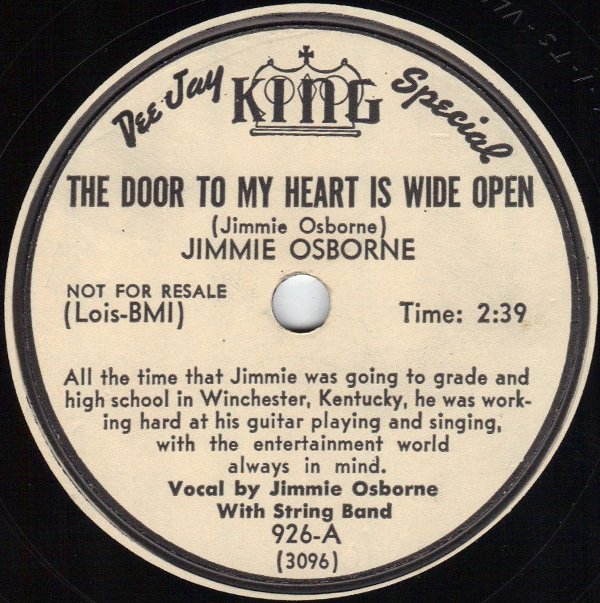 Dee Jay KING Special
THE DOOR TO MY HEART IS WIDE OPEN
(Jimmie Osborne)
JIMMIE OSBORNE
NOT FOR RESALE
(Lois-BMI) Time: 2:39
All the time that Jimmie was going to grade and
high school in Winchester, Kentucky, he was work-
ing hard at his guitar playing and singing,
with the entertainment world
always in mind.
Vocal by Jimmie Osborne
With String Band
926-A
(3096)